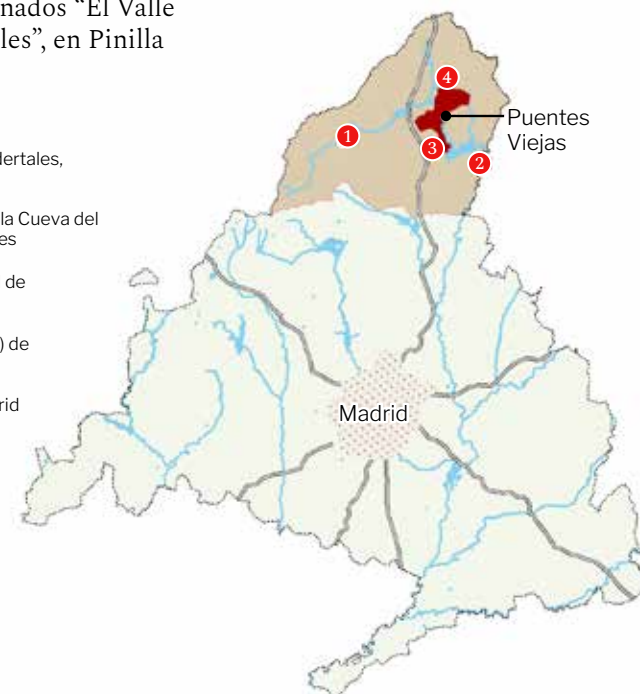 nados “El Valle
les”, en Pinilla
dertales,
la Cueva del
es
de
) de
rid
4
Puentes
Viejas
1
3
2
Madrid